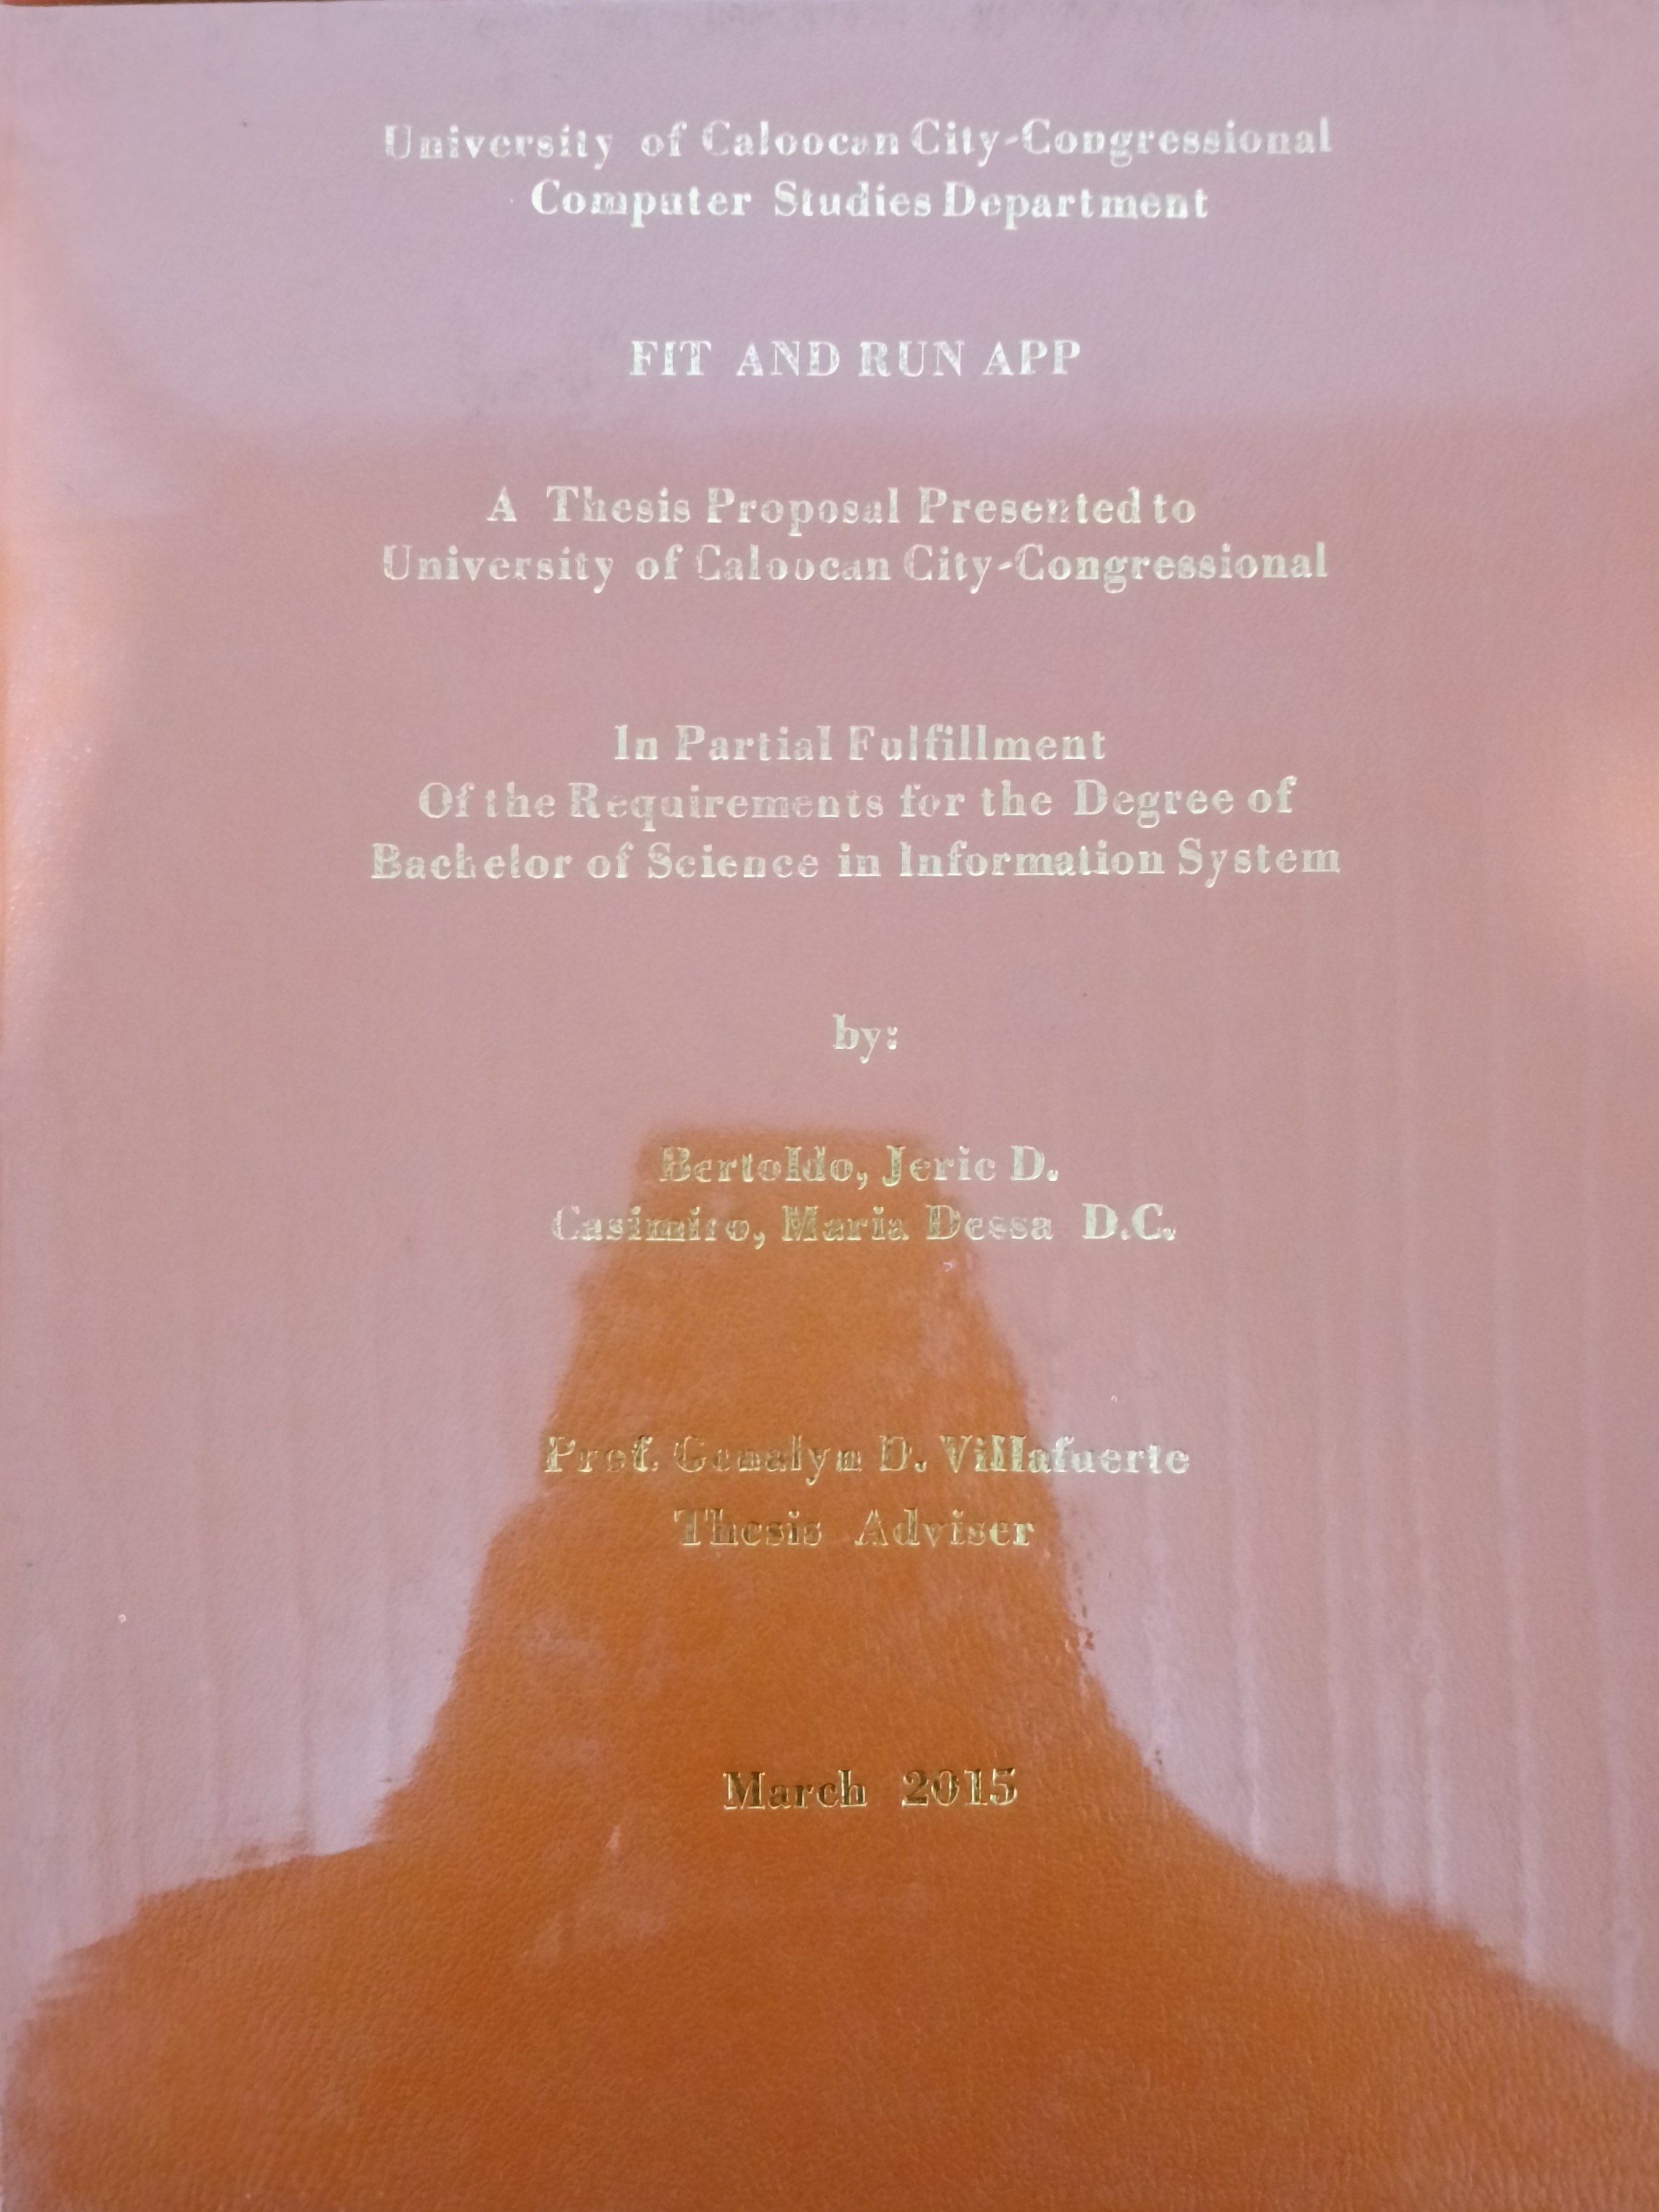 University of Caloocan City-Congressional
Computer Studies Department
FIT AND RUN APP
A Thesis Proposal Presented to
University of Caloocan City-Congressional
In Partial Fulfillment
Of the Requirements for the Degree of
Bachelor of Science in Information System
by:
Bertoldo, Jeric D.
Casimiro, Maria Dessa D.C.
Prof. Genalyn D. Villafuerte
Thesis Adviser
March 2015